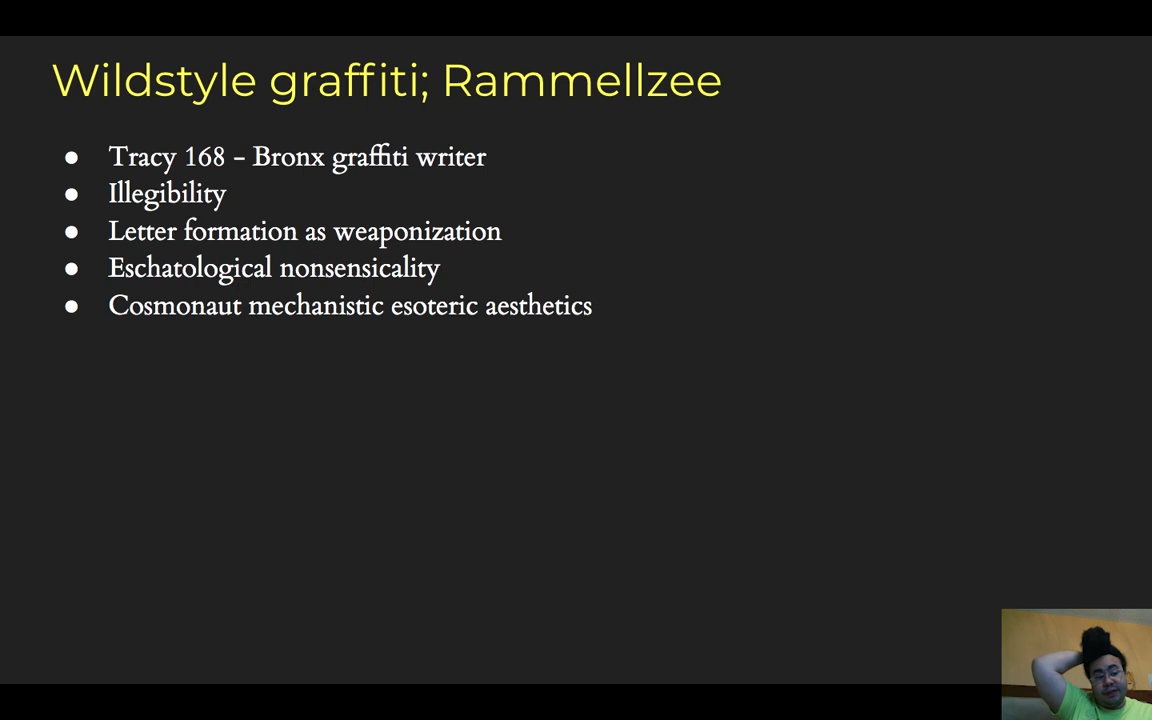 Wildstyle graffiti; Rammellzee
● Tracy 168 – Bronx graffiti writer
● Illegibility
● Letter formation as weaponization
● Eschatological nonsensicality
● Cosmonaut mechanistic esoteric aesthetics